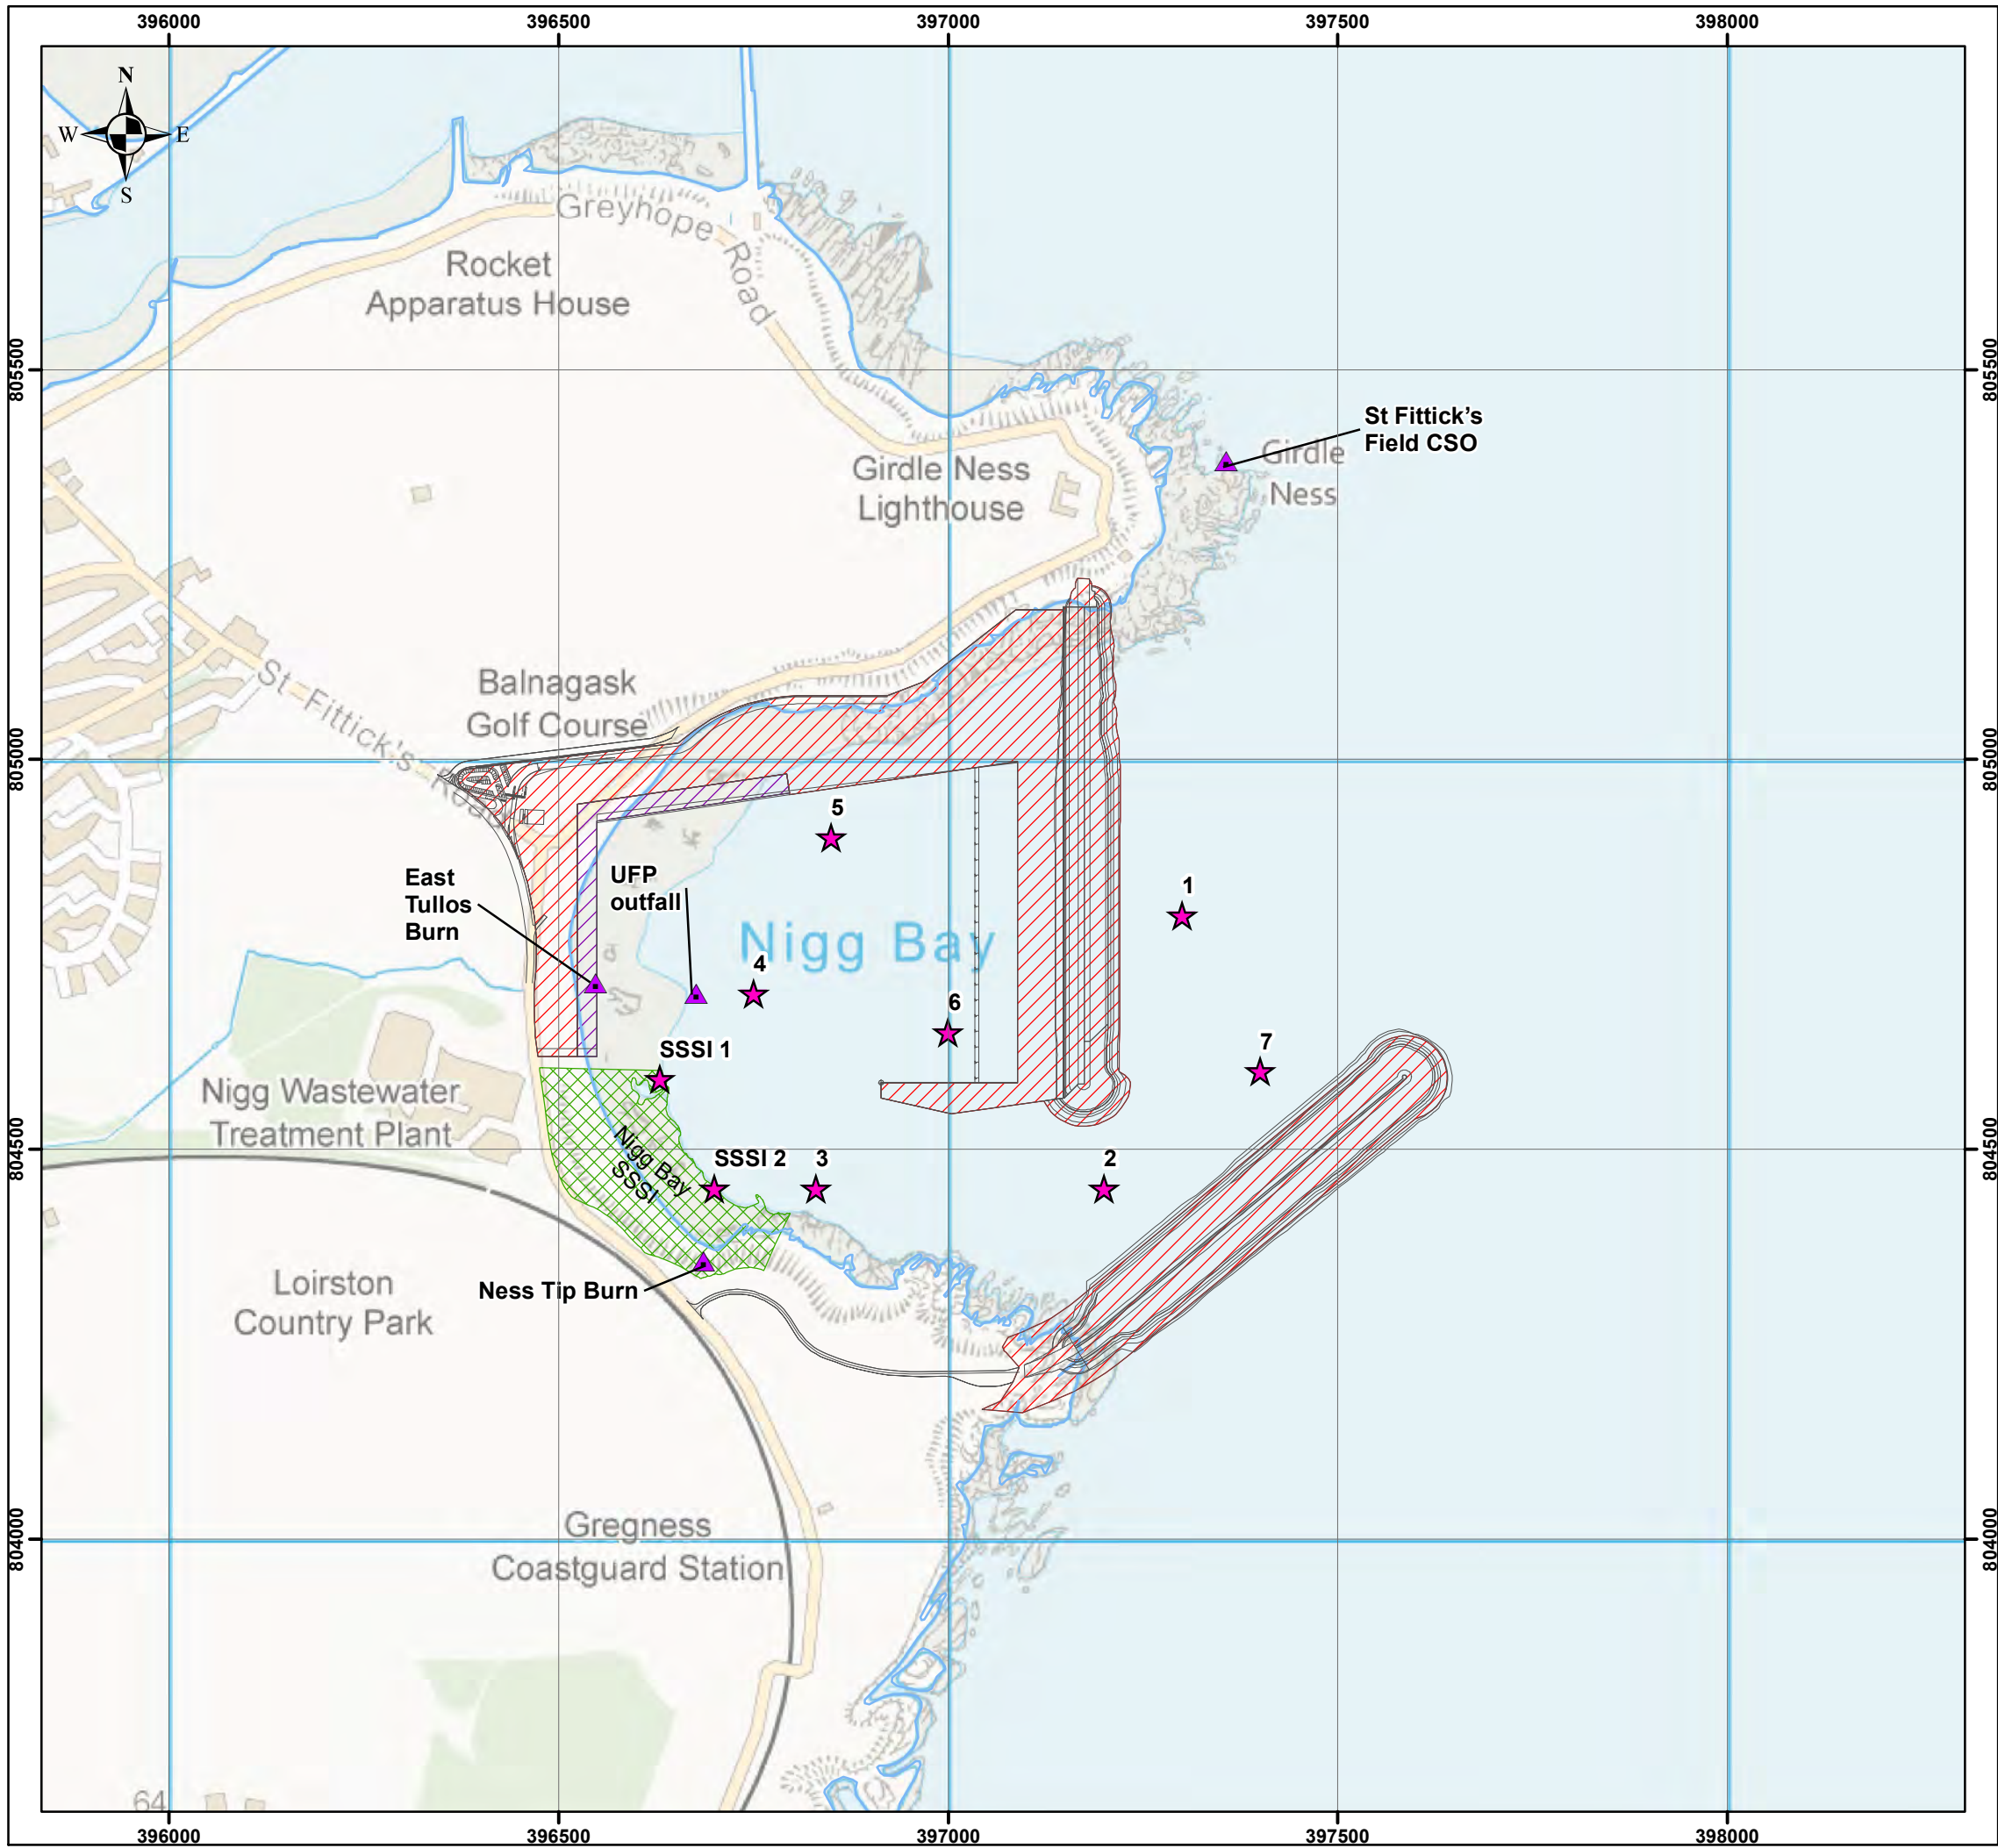 396000
396500
397000
397500
398000
N
W
E
S
Greyhope Road
Rocket
Apparatus House
805500
805500
St Fittick’s
Field CSO
Girdle
Ness
Girdle Ness
Lighthouse
St Fittick's Road
Balnagask
Golf Course
805000
805000
5
East
Tullos
Burn
UFP
outfall
1
Nigg Bay
4
6
7
SSSI 1
Nigg Wastewater
Treatment Plant
804500
804500
Nigg Bay
SSSI
SSSI 2
3
2
Ness Tip Burn
Loirston
Country Park
Gregness
Coastguard Station
804000
804000
64
396000
396500
397000
397500
398000